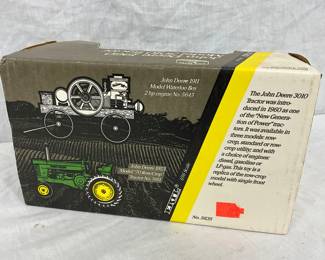 John Deere 1911
Model Waterloo Boy
2 hp engine No. 5645
John Deere
Model "70 Row-Crop"
Tractor No.
ERTL
Scale
The John Deere 3010
Tractor was intro-
duced in 1960 as one
of the "New Genera-
tion of Power" trac-
tors. It was available
in three models: row-
crop, standard or row
crop utility; and with
a choice of engines:
diesel, gasoline or
LP-gas. This toy is a
replica of the row-crop
model with single front
wheel.
No. 5635